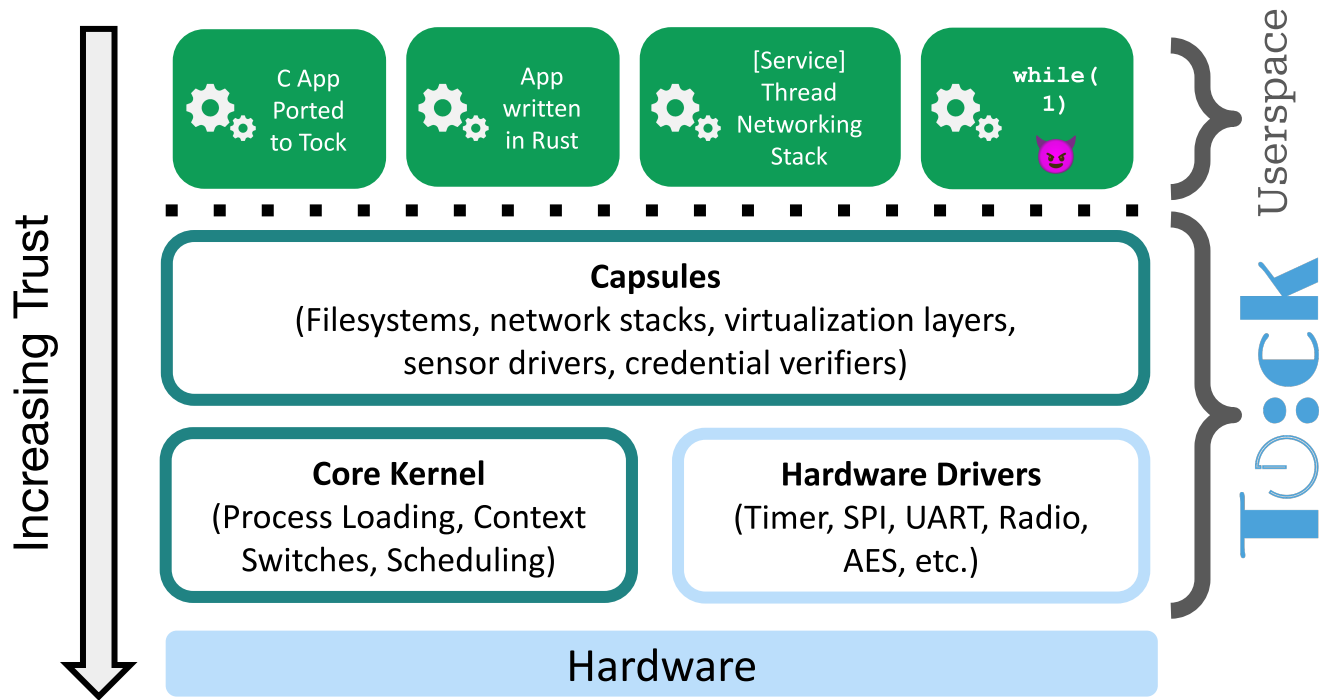 Increasing Trust
C App
Ported
to Tock
App
written
in Rust
[Service]
Thread
Networking
Stack
while(
1)
Userspace
Capsules
(Filesystems, network stacks, virtualization layers,
sensor drivers, credential verifiers)
Core Kernel
(Process Loading, Context
Switches, Scheduling)
Hardware Drivers
(Timer, SPI, UART, Radio,
AES, etc.)
Tock
Hardware